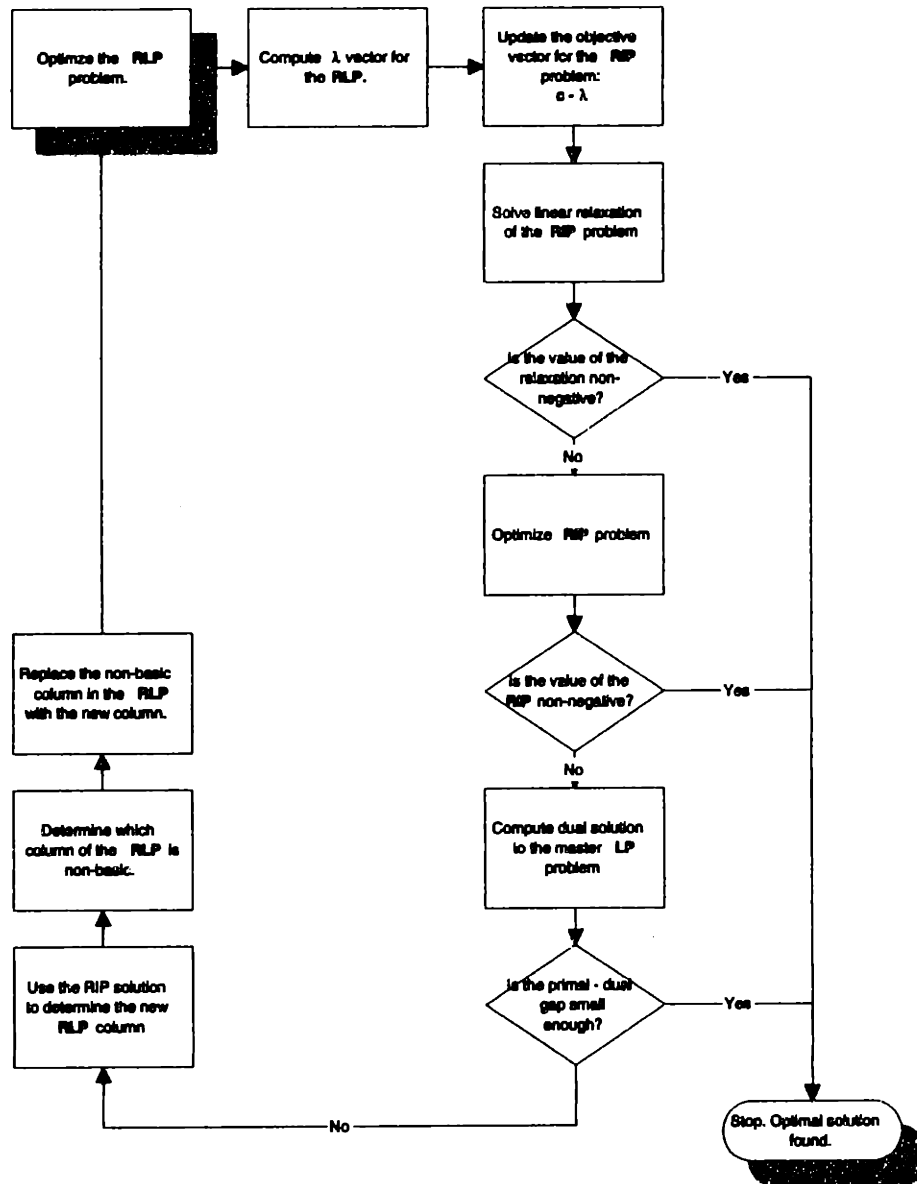 Optimze the RLP
problem.
Compute λ vector for
the RLP.
Update the objective
vector for the RIP
problem:
c - λ
Solve linear relaxation
of the RIP problem
Is the value of the
relaxation non-
negative?
Yes
No
Optimize RIP problem
Is the value of the
RIP non-negative?
Yes
No
Compute dual solution
to the master LP
problem
Is the primal - dual
gap small
enough?
Yes
No
Use the RIP solution
to determine the new
RLP column
Determine which
column of the RLP is
non-basic.
Replace the non-basic
column in the RLP
with the new column.
Stop. Optimal solution
found.